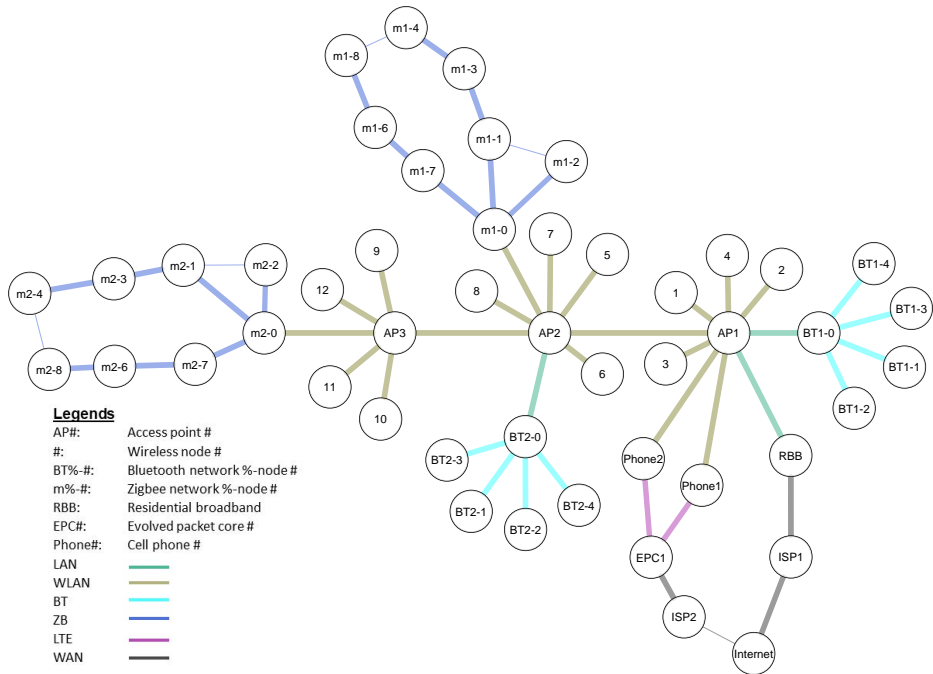 m1-4
m1-8
m1-3
m1-6
m1-1
m1-2
m1-7
m1-0
7
9
5
4
2
BT1-4
m2-1
m2-2
m2-3
m2-4
12
8
1
BT1-3
m2-0
AP3
AP2
AP1
BT1-0
m2-8
m2-6
m2-7
11
6
3
BT1-1
10
BT1-2
Legends
AP#: Access point #
#: Wireless node #
BT%-#: Bluetooth network %-node #
m%-#: Zigbee network %-node #
RBB: Residential broadband
EPC#: Evolved packet core #
Phone#: Cell phone #
LAN
WLAN
BT
ZB
LTE
WAN
BT2-0
BT2-3
BT2-1
BT2-2
BT2-4
Phone2
Phone1
RBB
EPC1
ISP1
ISP2
Internet